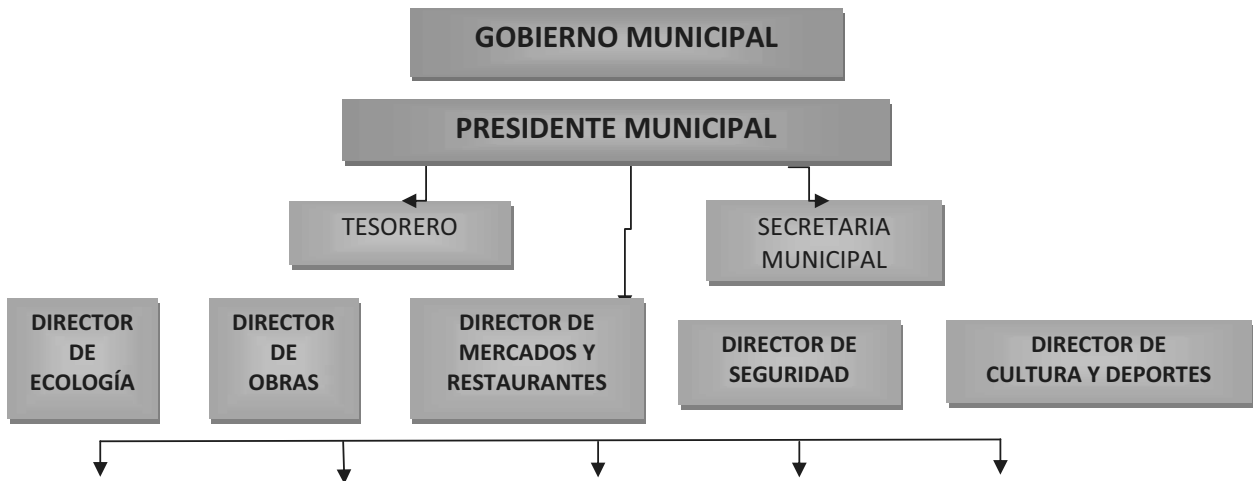 GOBIERNO MUNICIPAL
PRESIDENTE MUNICIPAL
TESORERO
SECRETARIA
MUNICIPAL
DIRECTOR
DE
ECOLOGÍA
DIRECTOR
DE
OBRAS
DIRECTOR DE
MERCADOS Y
RESTAURANTES
DIRECTOR DE
SEGURIDAD
DIRECTOR DE
CULTURA Y DEPORTES